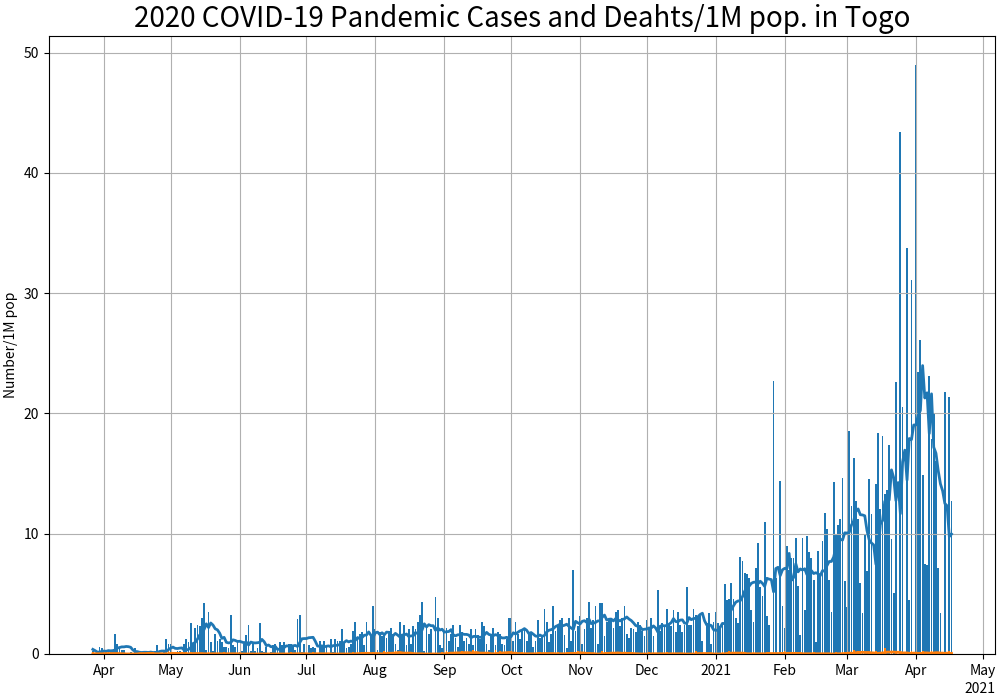 2020 COVID-19 Pandemic Cases and Deahts/1M pop. in Togo
50
40
30
20
10
0
Number/1M pop
Apr May Jun Jul Aug Sep Oct Nov Dec 2021 Feb Mar Apr May
2021